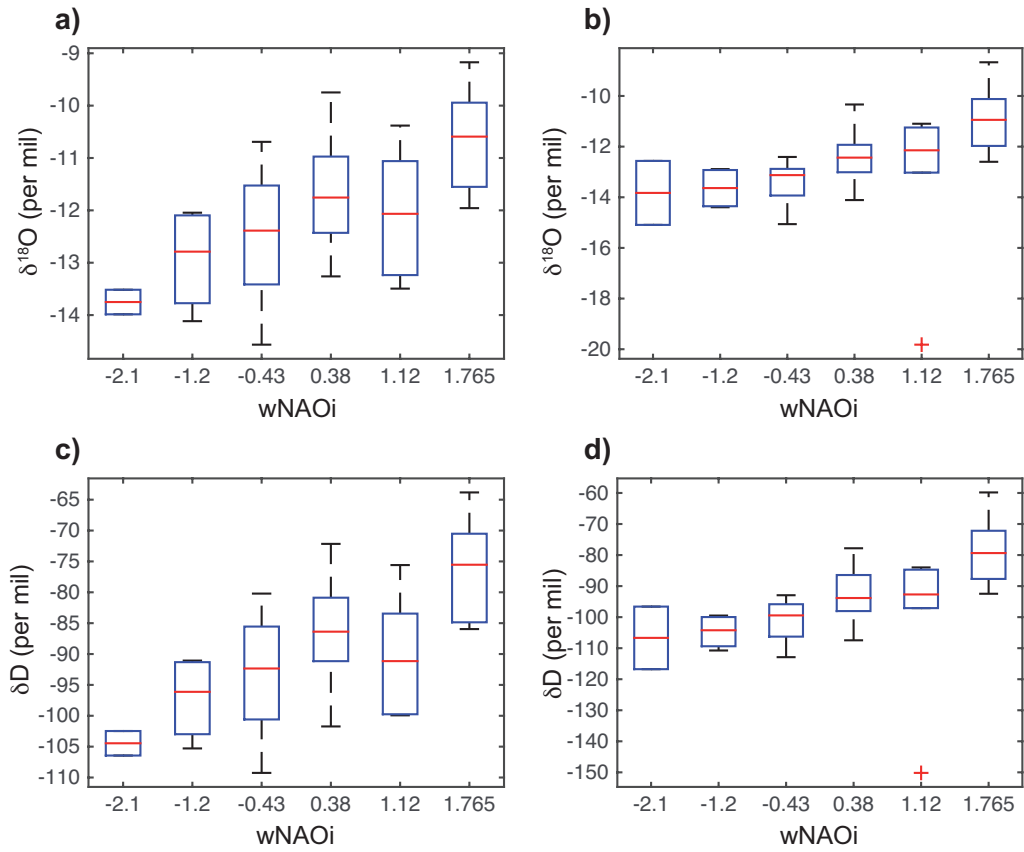 a)
-9
-10
-11
-12
-13
-14
δ¹⁸O (per mil)
-2.1 -1.2 -0.43 0.38 1.12 1.765
wNAOi
b)
-10
-12
-14
-16
-18
-20
δ¹⁸O (per mil)
-2.1 -1.2 -0.43 0.38 1.12 1.765
wNAOi
c)
-65
-70
-75
-80
-85
-90
-95
-100
-105
-110
δD (per mil)
-2.1 -1.2 -0.43 0.38 1.12 1.765
wNAOi
d)
-60
-70
-80
-90
-100
-110
-120
-130
-140
-150
δD (per mil)
-2.1 -1.2 -0.43 0.38 1.12 1.765
wNAOi